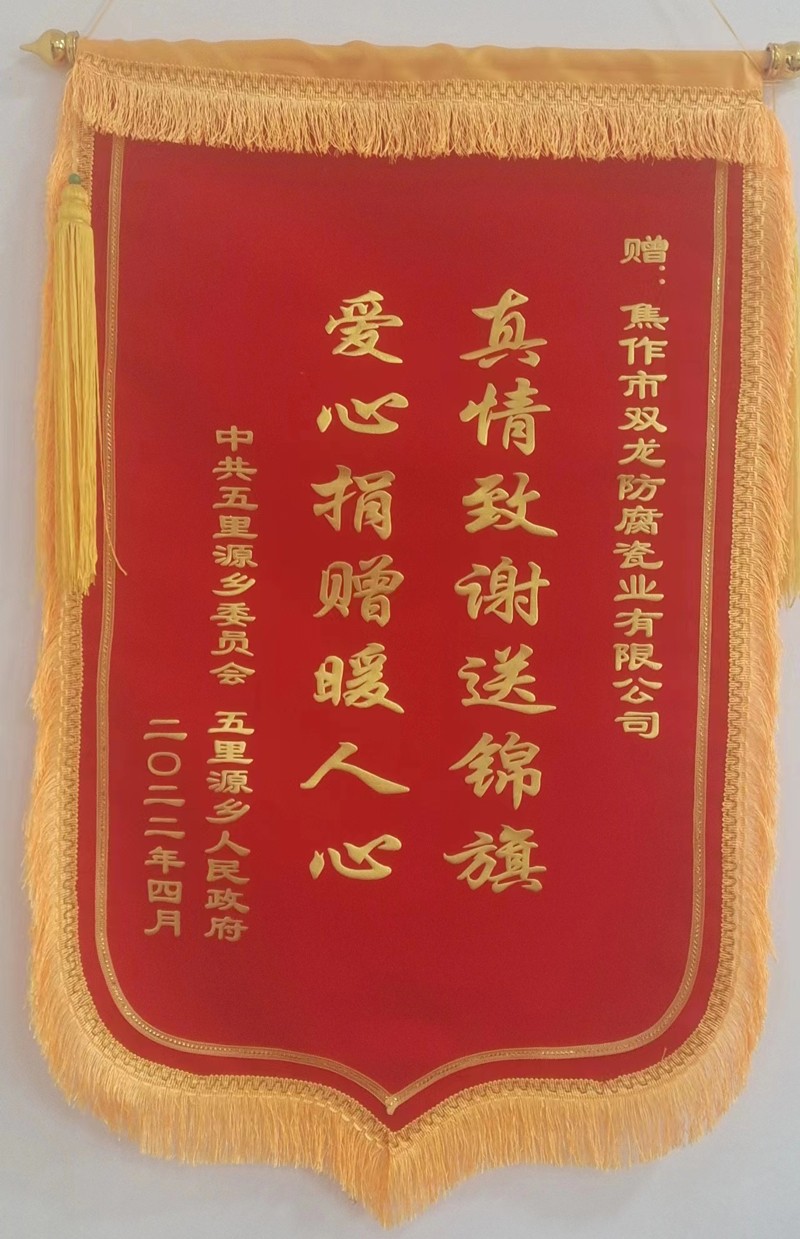 赠：焦作市双龙防腐瓷业有限公司
真情致谢送锦旗
爱心捐赠暖人心
中共五里源乡委员会 五里源乡人民政府
二〇二二年四月